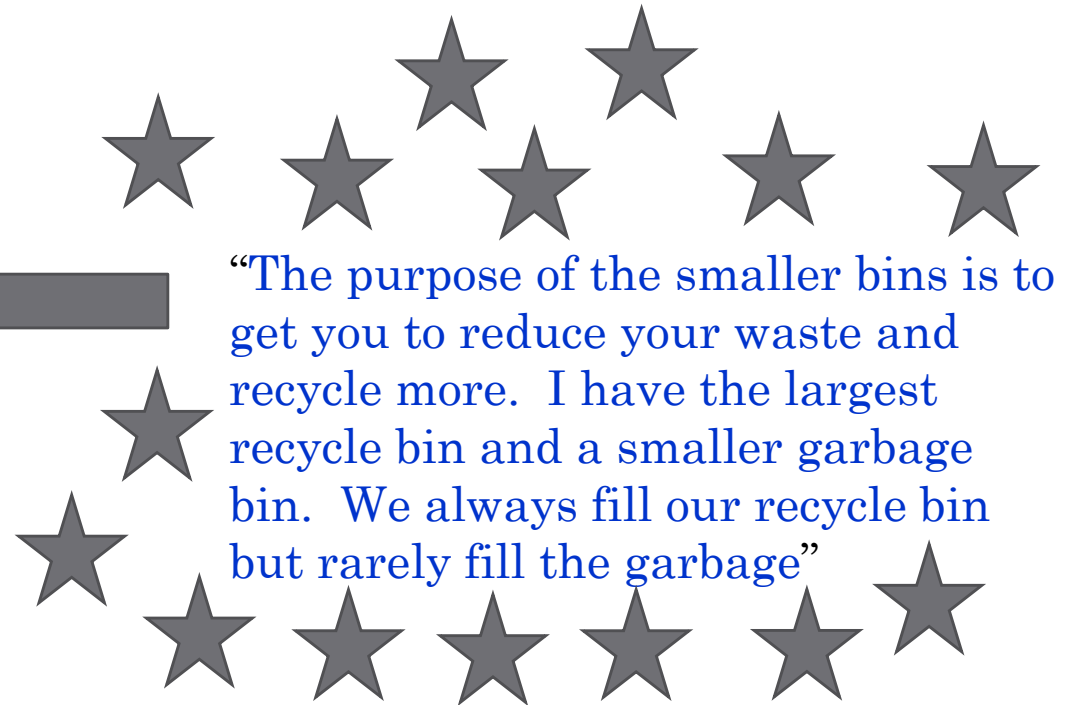 “The purpose of the smaller bins is to
get you to reduce your waste and
recycle more.  I have the largest
recycle bin and a smaller garbage
bin.  We always fill our recycle bin
but rarely fill the garbage”